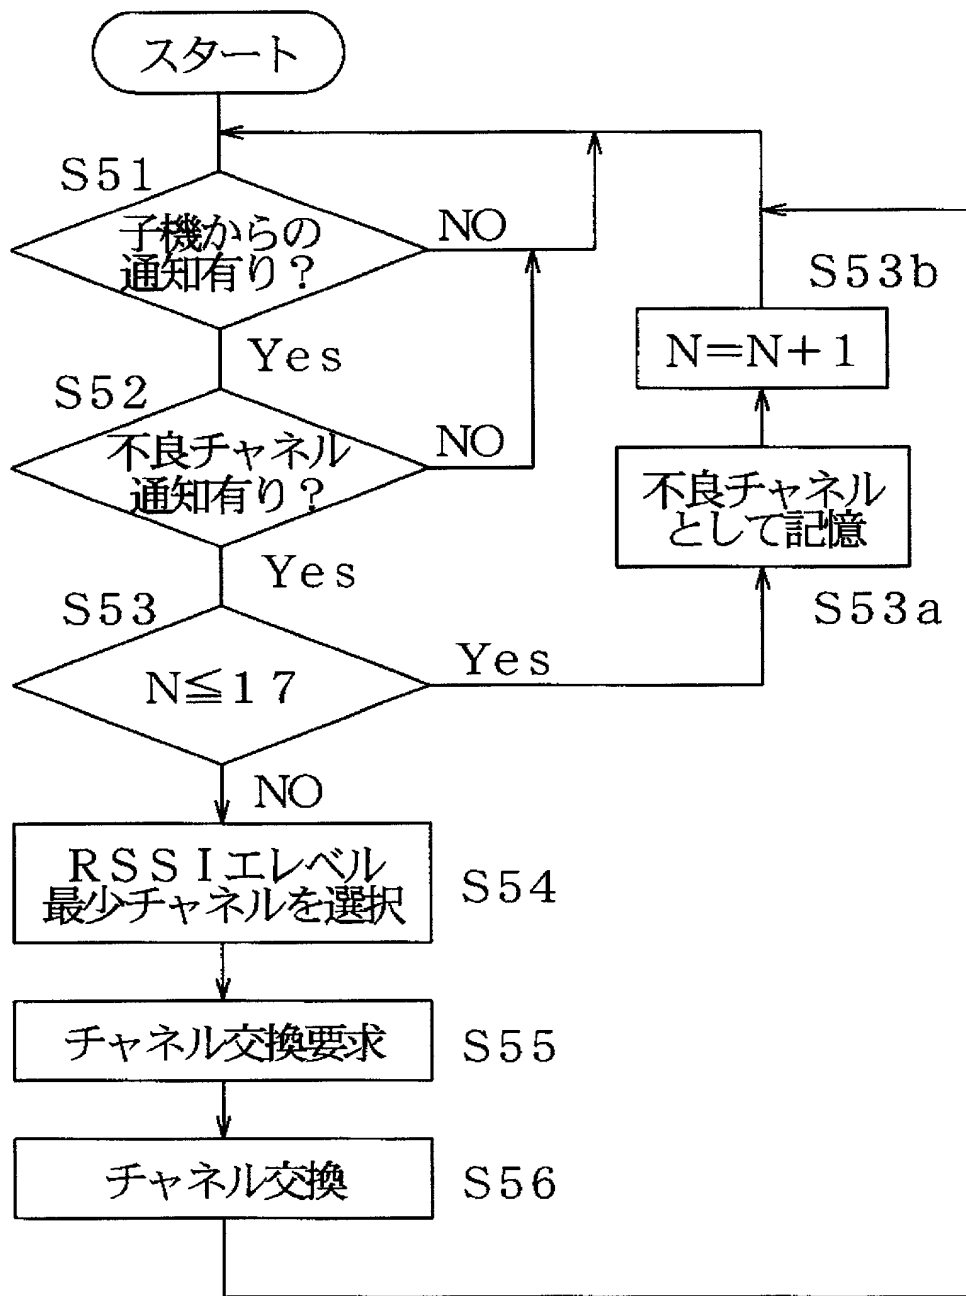 スタート
S51
子機からの
通知有り？
NO
Yes
S52
不良チャネル
通知有り？
NO
Yes
S53
N≦17
Yes
NO
S53b
N=N+1
不良チャネル
として記憶
S53a
RSSIエレベル
最少チャネルを選択
S54
チャネル交換要求
S55
チャネル交換
S56